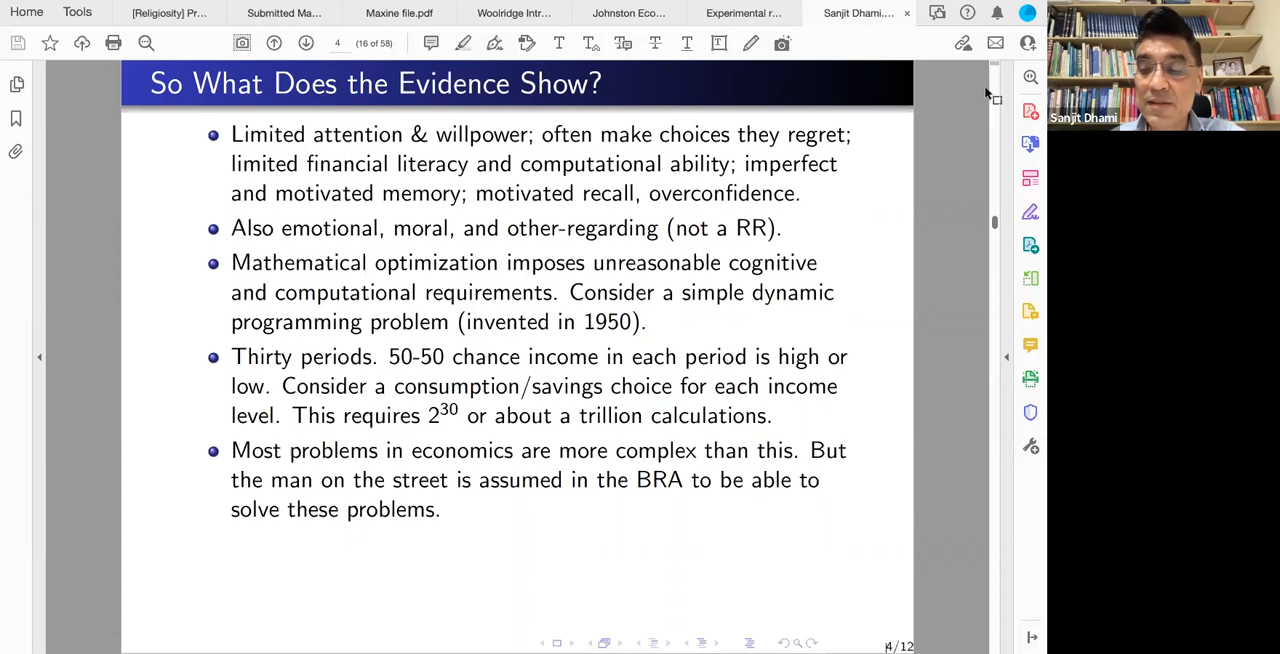 Home
Tools
[Religiosity] Pr...
Submitted Ma...
Maxine file.pdf
Woolridge Intr...
Johnston Eco...
Experimental r...
Sanjit Dhami....
4 (16 of 58)
Sanjit Dhami
So What Does the Evidence Show?
Limited attention & willpower; often make choices they regret;
limited financial literacy and computational ability; imperfect
and motivated memory; motivated recall, overconfidence.
Also emotional, moral, and other-regarding (not a RR).
Mathematical optimization imposes unreasonable cognitive
and computational requirements. Consider a simple dynamic
programming problem (invented in 1950).
Thirty periods. 50-50 chance income in each period is high or
low. Consider a consumption/savings choice for each income
level. This requires 2³⁰ or about a trillion calculations.
Most problems in economics are more complex than this. But
the man on the street is assumed in the BRA to be able to
solve these problems.
4/12